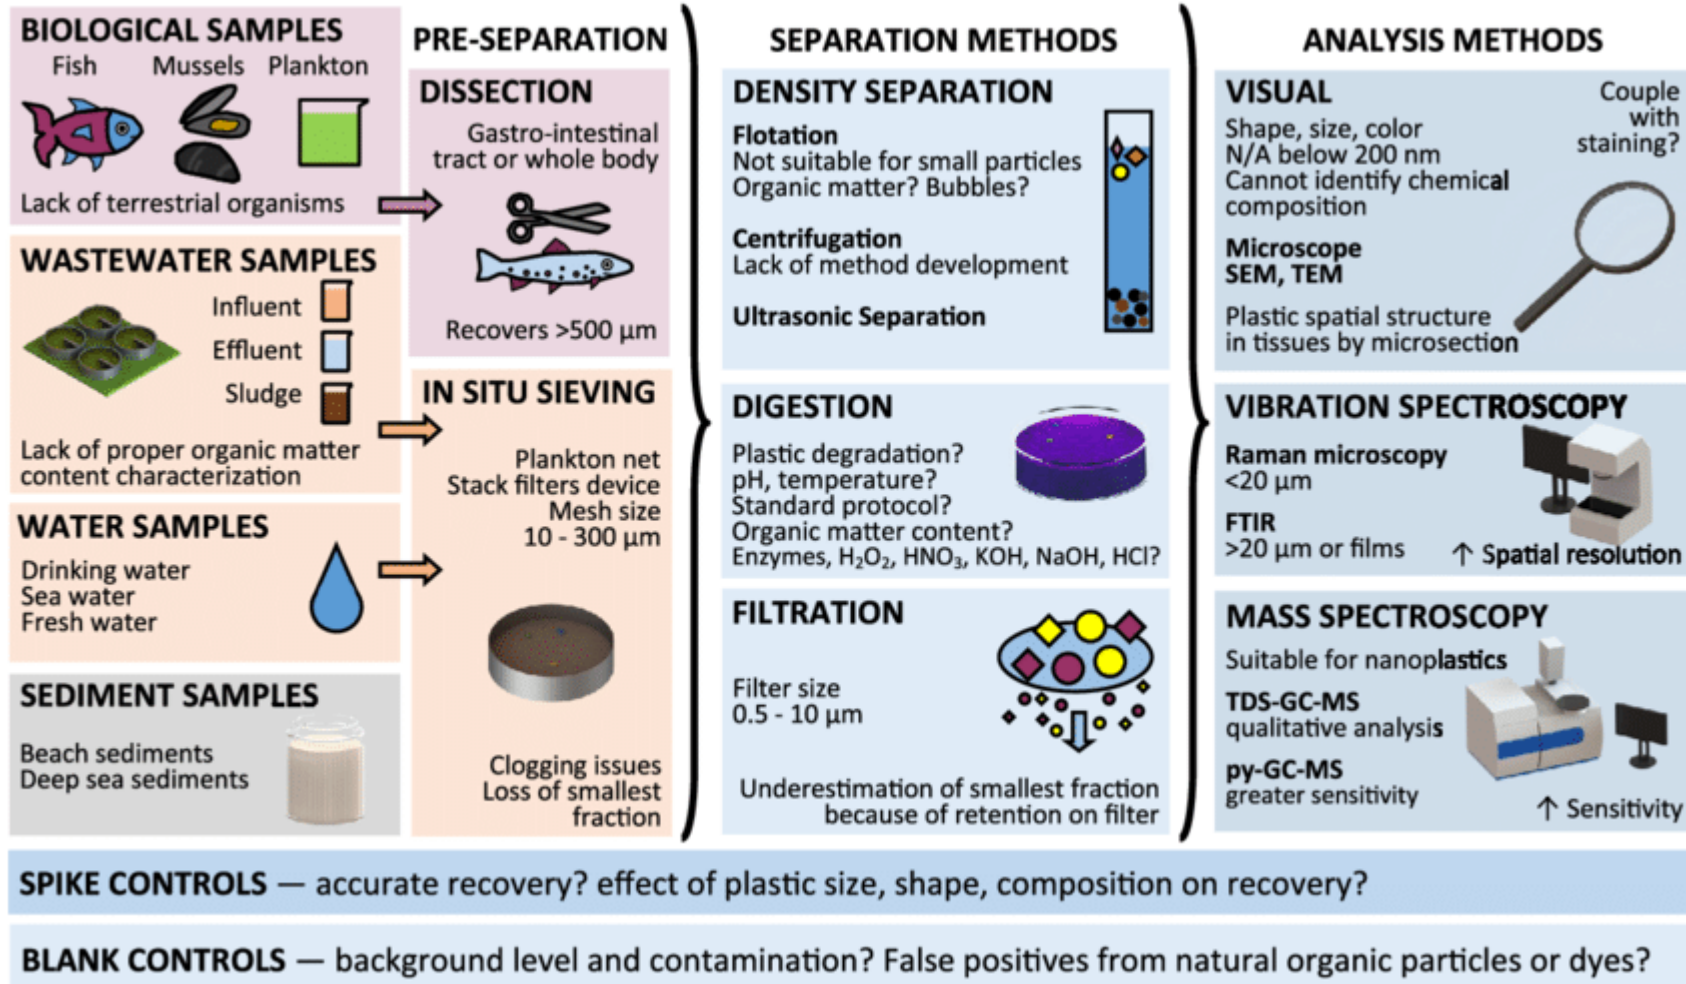 BIOLOGICAL SAMPLES
Fish Mussels Plankton
Lack of terrestrial organisms
WASTEWATER SAMPLES
Influent
Effluent
Sludge
Lack of proper organic matter
content characterization
WATER SAMPLES
Drinking water
Sea water
Fresh water
SEDIMENT SAMPLES
Beach sediments
Deep sea sediments
PRE-SEPARATION
DISSECTION
Gastro-intestinal
tract or whole body
Recovers >500 µm
IN SITU SIEVING
Plankton net
Stack filters device
Mesh size
10 - 300 µm
Clogging issues
Loss of smallest
fraction
SEPARATION METHODS
DENSITY SEPARATION
Flotation
Not suitable for small particles
Organic matter? Bubbles?
Centrifugation
Lack of method development
Ultrasonic Separation
DIGESTION
Plastic degradation?
pH, temperature?
Standard protocol?
Organic matter content?
Enzymes, H₂O₂, HNO₃, KOH, NaOH, HCl?
FILTRATION
Filter size
0.5 - 10 µm
Underestimation of smallest fraction
because of retention on filter
ANALYSIS METHODS
VISUAL
Shape, size, color
N/A below 200 nm
Cannot identify chemical
composition
Couple
with
staining?
Microscope
SEM, TEM
Plastic spatial structure
in tissues by microsection
VIBRATION SPECTROSCOPY
Raman microscopy
<20 µm
FTIR
>20 µm or films
↑ Spatial resolution
MASS SPECTROSCOPY
Suitable for nanoplastics
TDS-GC-MS
qualitative analysis
py-GC-MS
greater sensitivity
↑ Sensitivity
SPIKE CONTROLS — accurate recovery? effect of plastic size, shape, composition on recovery?
BLANK CONTROLS — background level and contamination? False positives from natural organic particles or dyes?